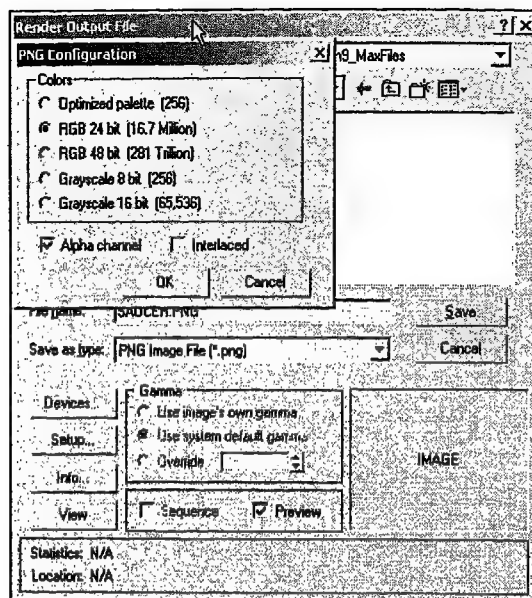 Render Output File
PNG Configuration
n9_MaxFiles
Colors
Optimized palette (256)
RGB 24 bit (16.7 Million)
RGB 48 bit (281 Trillion)
Grayscale 8 bit (256)
Grayscale 16 bit (65,536)
Alpha channel
Interlaced
OK
Cancel
File name: SAUCER.PNG
Save
Save as type: PNG Image File (*.png)
Cancel
Devices...
Setup...
Info...
View
Gamma
Use image's own gamma
Use system default gamma
Override
Sequence
Preview
IMAGE
Statistics: N/A
Location: N/A